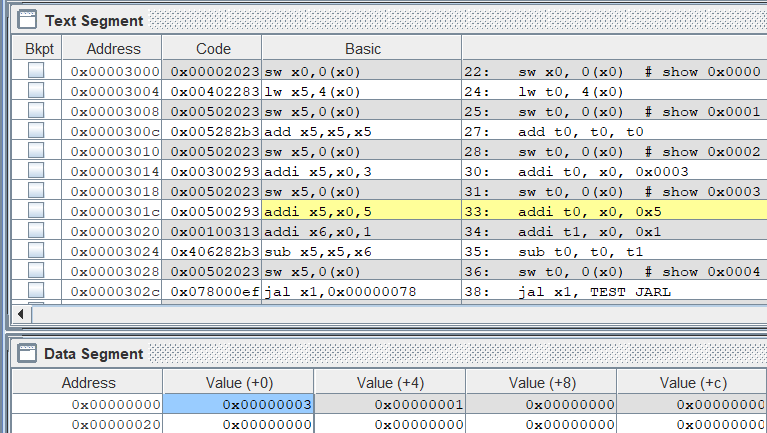 Text Segment
Bkpt Address Code Basic
0x00003000 0x00002023 sw x0,0(x0) 22: sw x0, 0(x0) # show 0x0000
0x00003004 0x00402283 lw x5,4(x0) 24: lw t0, 4(x0)
0x00003008 0x00502023 sw x5,0(x0) 25: sw t0, 0(x0) # show 0x0001
0x0000300c 0x005282b3 add x5,x5,x5 27: add t0, t0, t0
0x00003010 0x00502023 sw x5,0(x0) 28: sw t0, 0(x0) # show 0x0002
0x00003014 0x00300293 addi x5,x0,3 30: addi t0, x0, 0x0003
0x00003018 0x00502023 sw x5,0(x0) 31: sw t0, 0(x0) # show 0x0003
0x0000301c 0x00500293 addi x5,x0,5 33: addi t0, x0, 0x5
0x00003020 0x00100313 addi x6,x0,1 34: addi t1, x0, 0x1
0x00003024 0x406282b3 sub x5,x5,x6 35: sub t0, t0, t1
0x00003028 0x00502023 sw x5,0(x0) 36: sw t0, 0(x0) # show 0x0004
0x0000302c 0x078000ef jal x1,0x00000078 38: jal x1, TEST JARL
Data Segment
Address Value (+0) Value (+4) Value (+8) Value (+c)
0x00000000 0x00000003 0x00000001 0x00000000 0x00000000
0x00000020 0x00000000 0x00000000 0x00000000 0x00000000